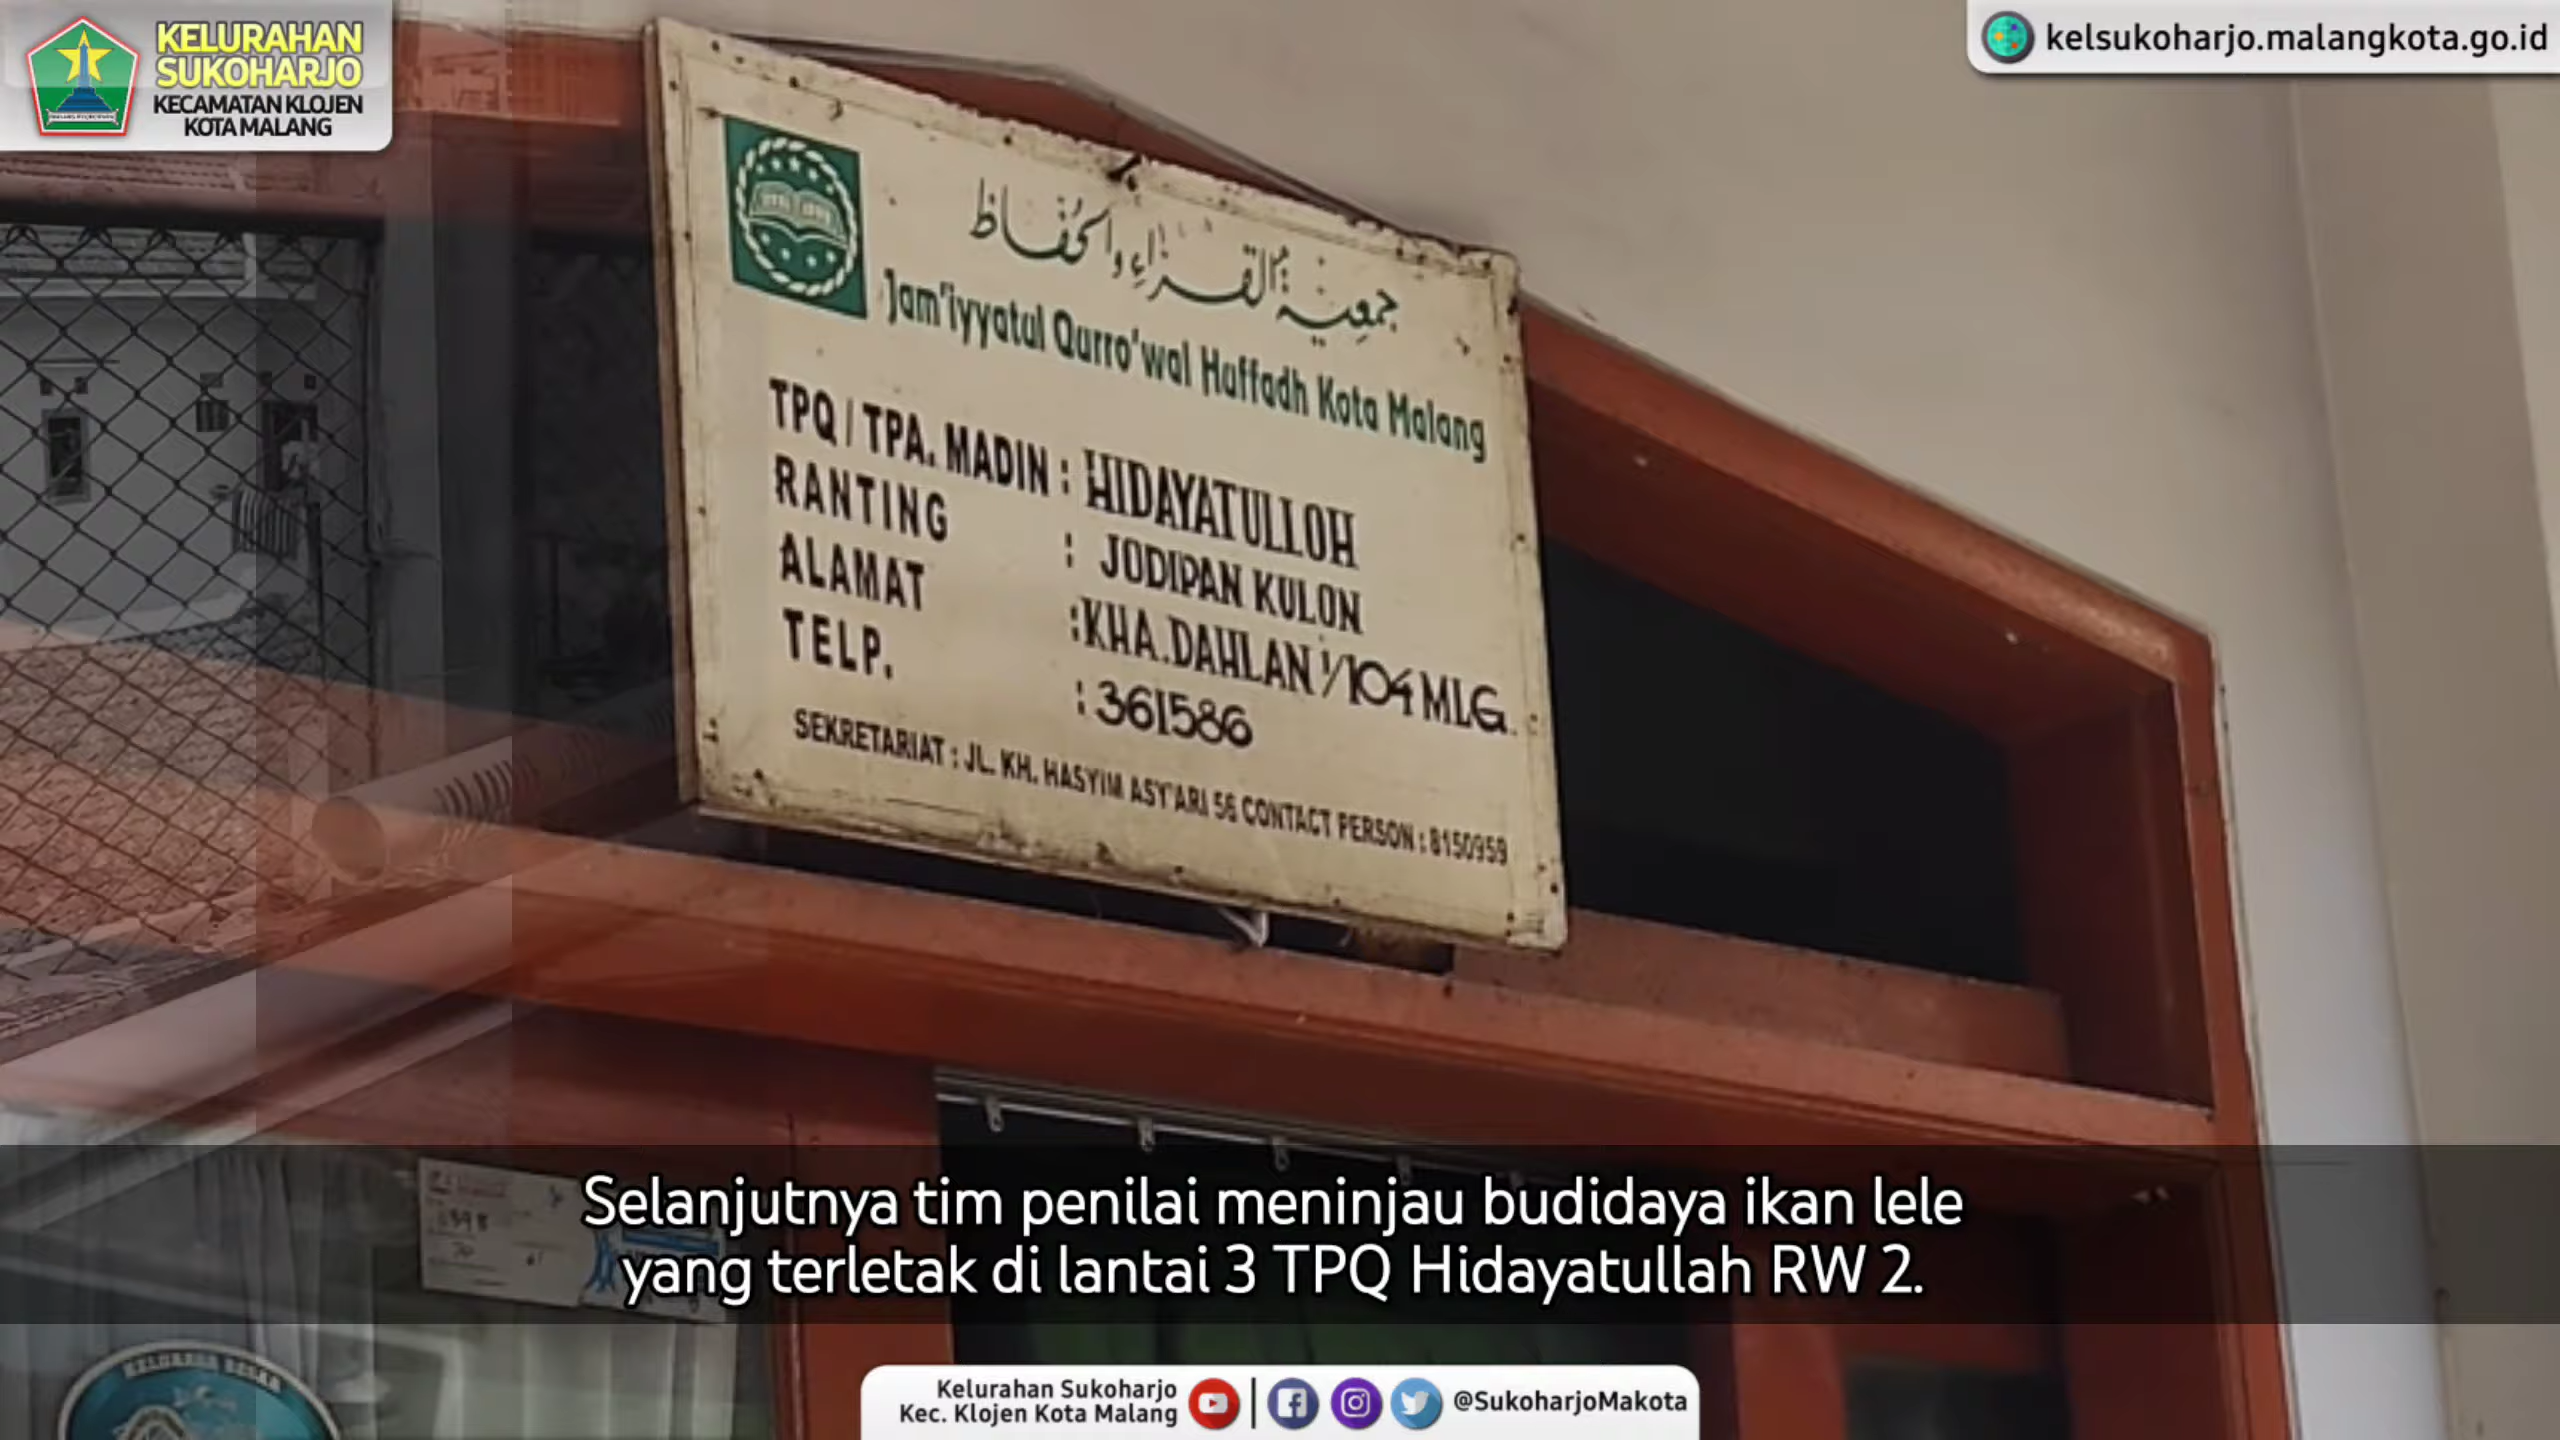 KELURAHAN
SUKOHARJO
KECAMATAN KLOJEN
KOTA MALANG
kelsukoharjo.malangkota.go.id
جمعية القراء والحفاظ
Jam'iyyatul Qurro'wal Huffadh Kota Malang
TPQ / TPA. MADIN : HIDAYATULLOH
RANTING : JODIPAN KULON
ALAMAT : KHA. DAHLAN 1/104 MLG.
TELP. : 361586
SEKRETARIAT : JL. KH. HASYIM ASY'ARI 56 CONTACT PERSON : 8150959
Selanjutnya tim penilai meninjau budidaya ikan lele
yang terletak di lantai 3 TPQ Hidayatullah RW 2.
Kelurahan Sukoharjo
Kec. Klojen Kota Malang
@SukoharjoMakota